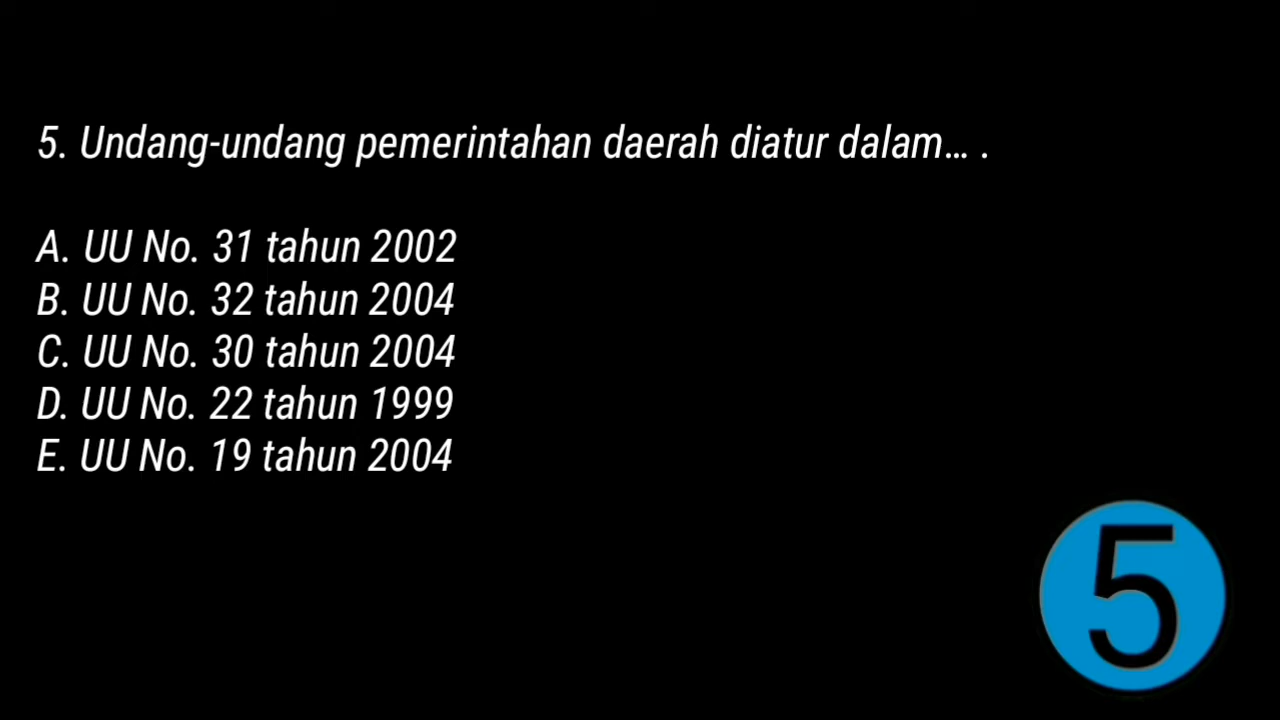 5. Undang-undang pemerintahan daerah diatur dalam... .
A. UU No. 31 tahun 2002
B. UU No. 32 tahun 2004
C. UU No. 30 tahun 2004
D. UU No. 22 tahun 1999
E. UU No. 19 tahun 2004
5